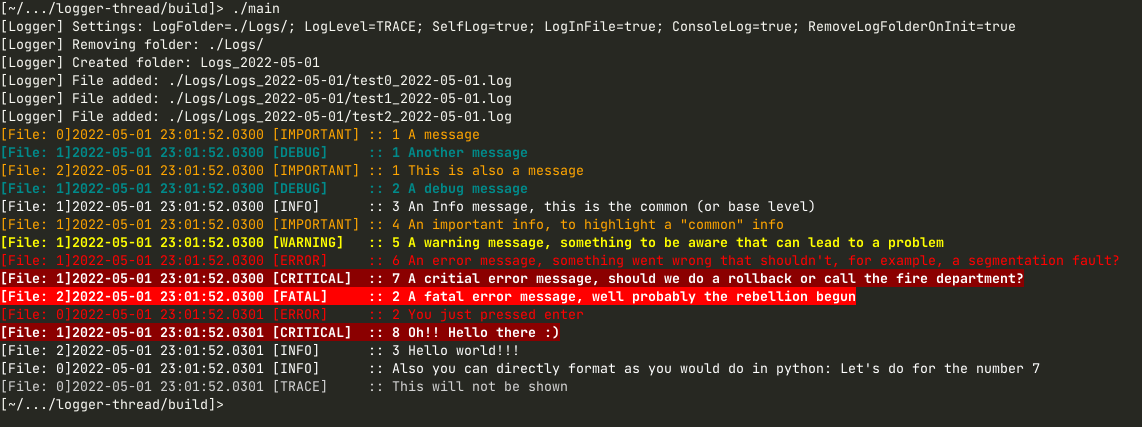 [~/.../logger-thread/build]> ./main
[Logger] Settings: LogFolder=./Logs/; LogLevel=TRACE; SelfLog=true; LogInFile=true; ConsoleLog=true; RemoveLogFolderOnInit=true
[Logger] Removing folder: ./Logs/
[Logger] Created folder: Logs_2022-05-01
[Logger] File added: ./Logs/Logs_2022-05-01/test0_2022-05-01.log
[Logger] File added: ./Logs/Logs_2022-05-01/test1_2022-05-01.log
[Logger] File added: ./Logs/Logs_2022-05-01/test2_2022-05-01.log
[File: 0]2022-05-01 23:01:52.0300 [IMPORTANT] :: 1 A message
[File: 1]2022-05-01 23:01:52.0300 [DEBUG]     :: 1 Another message
[File: 2]2022-05-01 23:01:52.0300 [IMPORTANT] :: 1 This is also a message
[File: 1]2022-05-01 23:01:52.0300 [DEBUG]     :: 2 A debug message
[File: 1]2022-05-01 23:01:52.0300 [INFO]      :: 3 An Info message, this is the common (or base level)
[File: 1]2022-05-01 23:01:52.0300 [IMPORTANT] :: 4 An important info, to highlight a "common" info
[File: 1]2022-05-01 23:01:52.0300 [WARNING]   :: 5 A warning message, something to be aware that can lead to a problem
[File: 1]2022-05-01 23:01:52.0300 [ERROR]     :: 6 An error message, something went wrong that shouldn't, for example, a segmentation fault?
[File: 1]2022-05-01 23:01:52.0300 [CRITICAL]  :: 7 A critial error message, should we do a rollback or call the fire department?
[File: 2]2022-05-01 23:01:52.0300 [FATAL]     :: 2 A fatal error message, well probably the rebellion begun
[File: 0]2022-05-01 23:01:52.0301 [ERROR]     :: 2 You just pressed enter
[File: 1]2022-05-01 23:01:52.0301 [CRITICAL]  :: 8 Oh!! Hello there :)
[File: 2]2022-05-01 23:01:52.0301 [INFO]      :: 3 Hello world!!!
[File: 0]2022-05-01 23:01:52.0301 [INFO]      :: Also you can directly format as you would do in python: Let's do for the number 7
[File: 0]2022-05-01 23:01:52.0301 [TRACE]     :: This will not be shown
[~/.../logger-thread/build]>